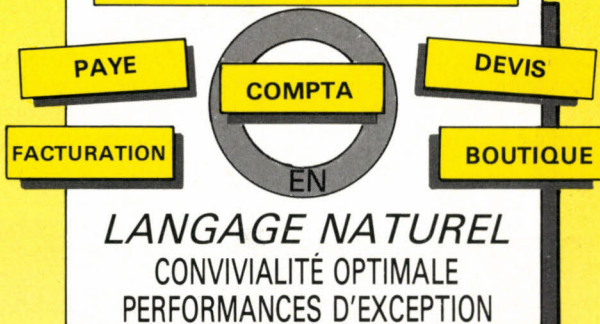 PAYE
COMPTA
DEVIS
FACTURATION
BOUTIQUE
EN
LANGAGE NATUREL
CONVIVIALITÉ OPTIMALE
PERFORMANCES D'EXCEPTION